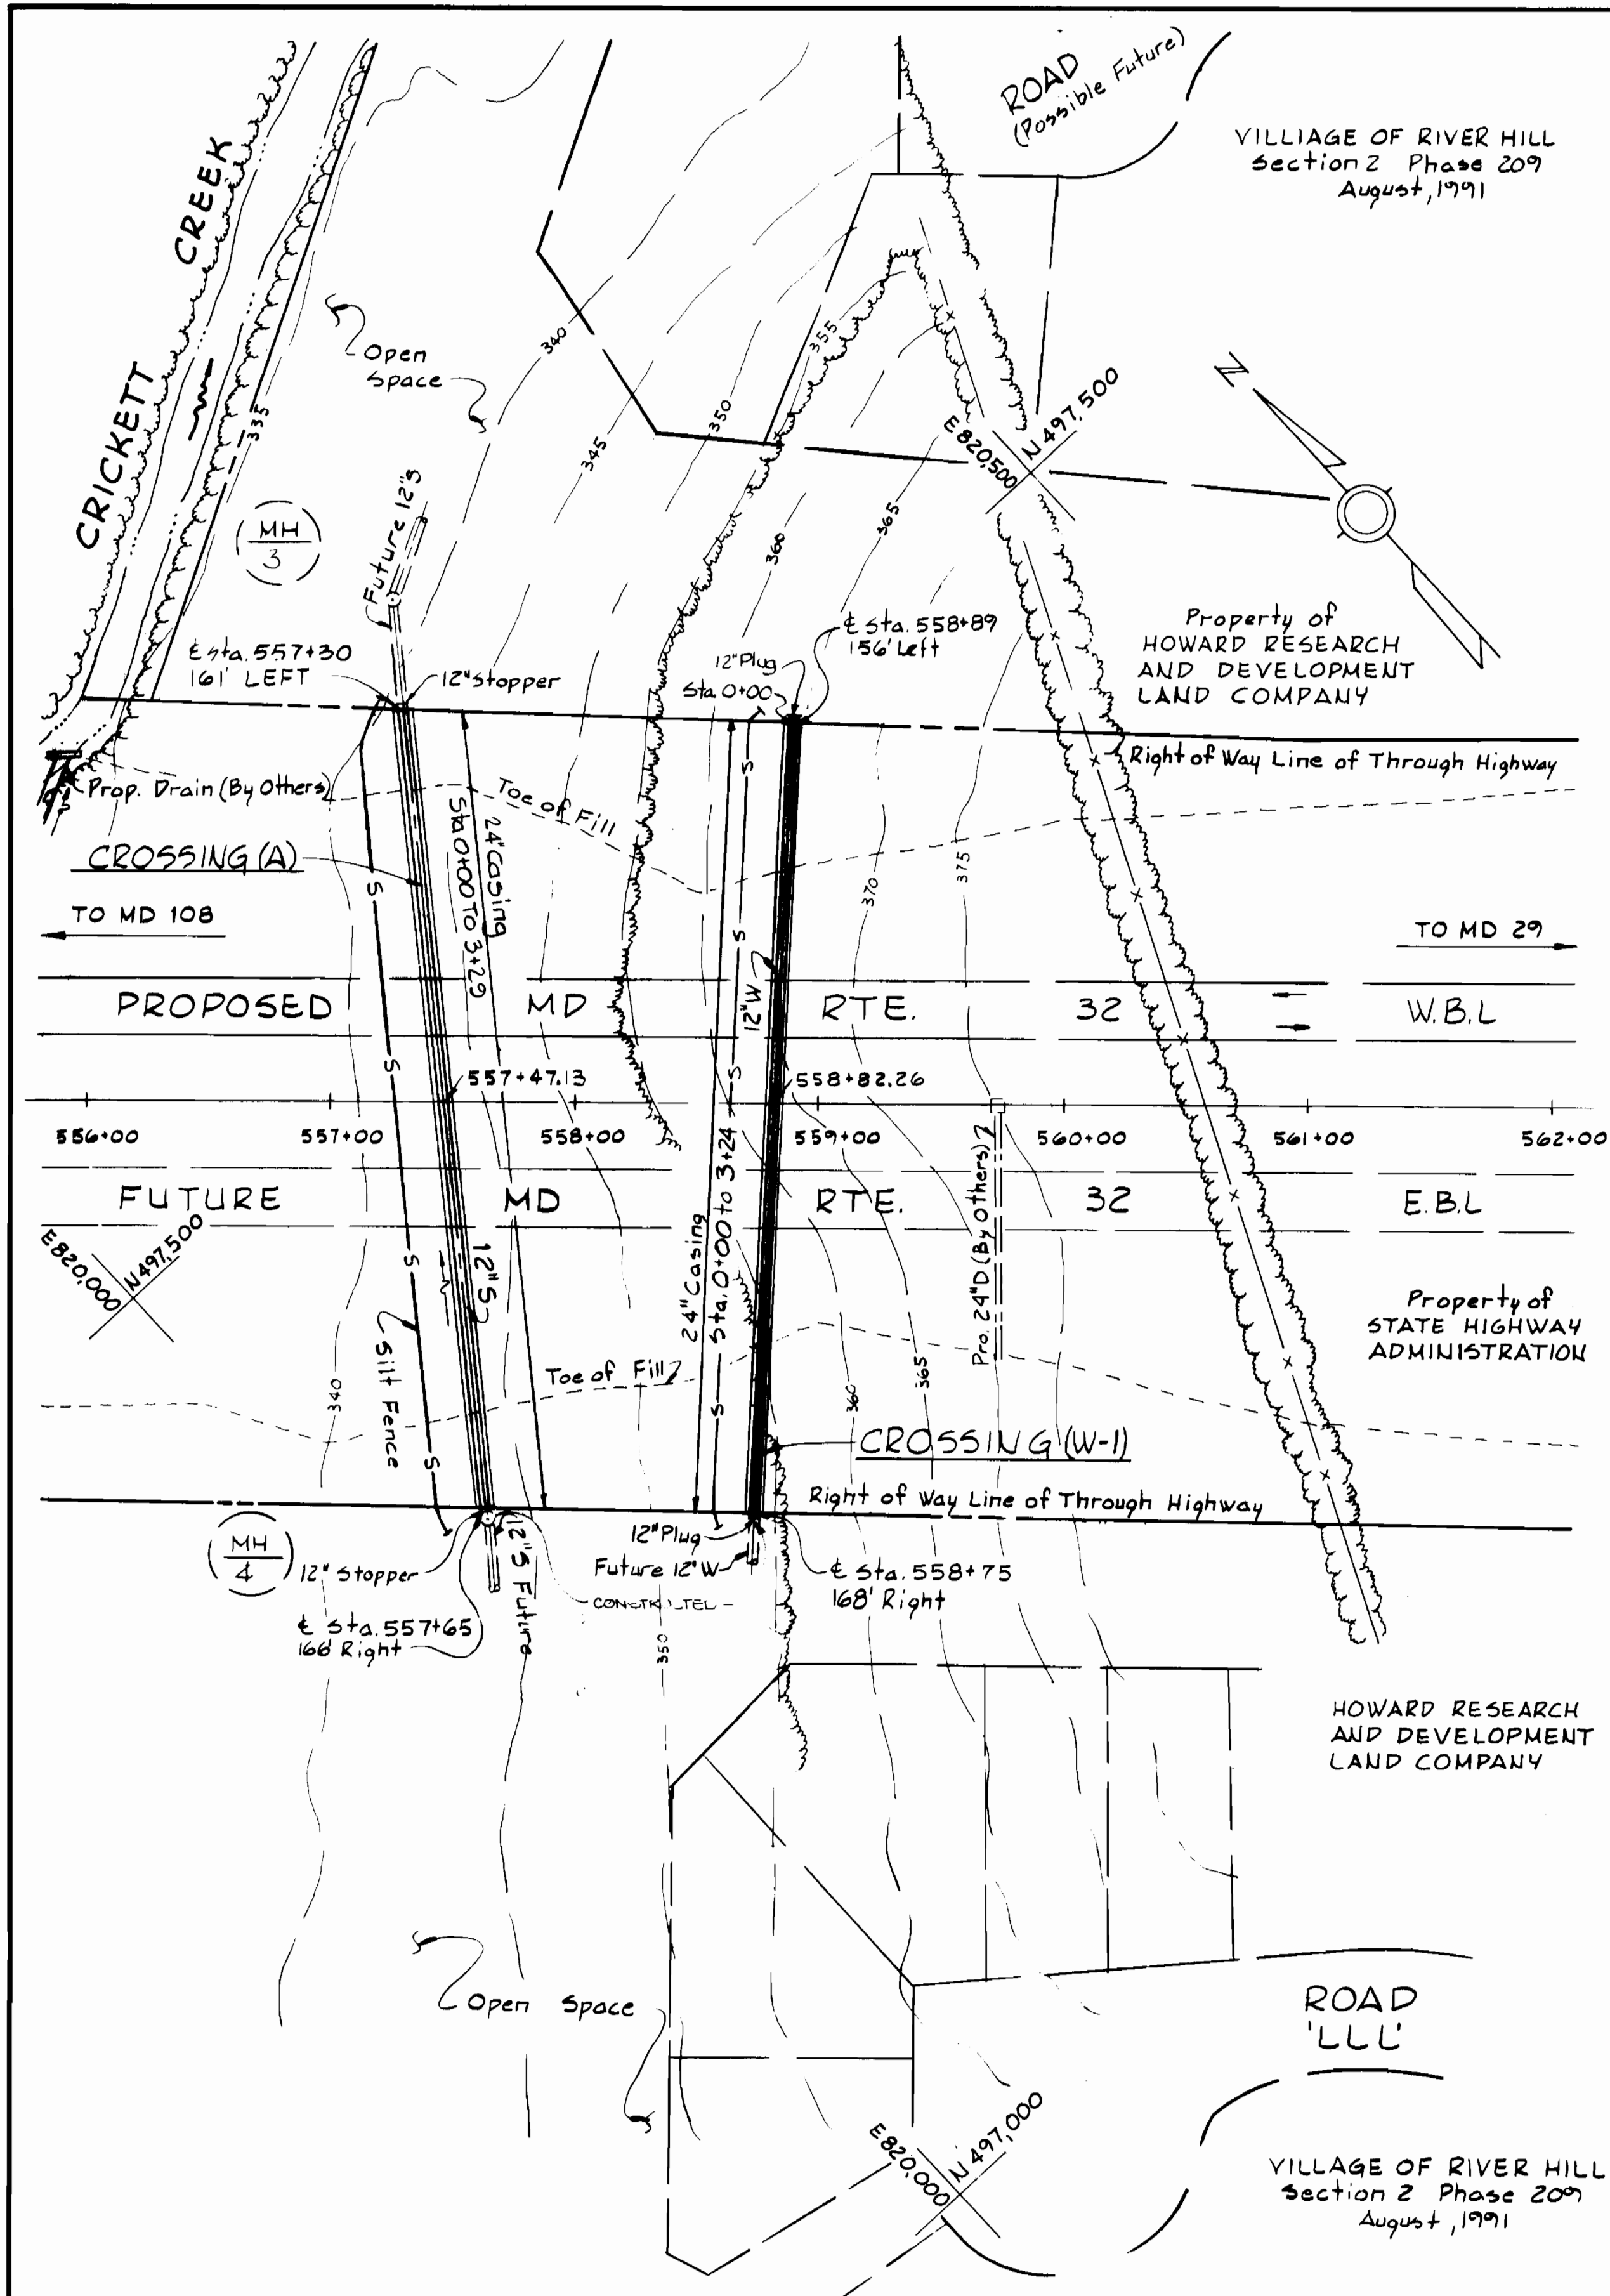 ROAD
(Possible Future)
VILLIAGE OF RIVER HILL
Section 2 Phase 209
August, 1991
CRICKETT CREEK
Open
Space
340
345
350
355
360
365
335
E 820,500
N 497,500
N
MH
3
Future 12"S
℄ sta. 557+30
161' LEFT
12" stopper
12" Plug
Sta 0+00
℄ Sta. 558+89
156' Left
Property of
HOWARD RESEARCH
AND DEVELOPMENT
LAND COMPANY
Right of Way Line of Through Highway
Prop. Drain (By Others)
Toe of Fill
CROSSING (A)
24" Casing
Sta 0+00 To 3+29
S
S
S
370
375
TO MD 108
TO MD 29
12" W
PROPOSED MD RTE. 32 W.B.L
S
S
557+47.13
558+82.26
556+00
557+00
558+00
559+00
560+00
561+00
562+00
FUTURE MD RTE. 32 E.B.L
24" Casing
Sta. 0+00 to 3+24
Pro. 24"D (By Others)
E 820,000
N 497,500
S
12" S
Silt Fence
340
Toe of Fill
360
365
Property of
STATE HIGHWAY
ADMINISTRATION
S
S
CROSSING (W-1)
Right of Way Line of Through Highway
MH
4
12" Stopper
12" S Future
12" Plug
Future 12" W
℄ Sta. 558+75
168' Right
℄ Sta. 557+65
166' Right
350
HOWARD RESEARCH
AND DEVELOPMENT
LAND COMPANY
Open Space
ROAD
'LLL'
E 820,000
N 497,000
VILLAGE OF RIVER HILL
Section 2 Phase 209
August, 1991